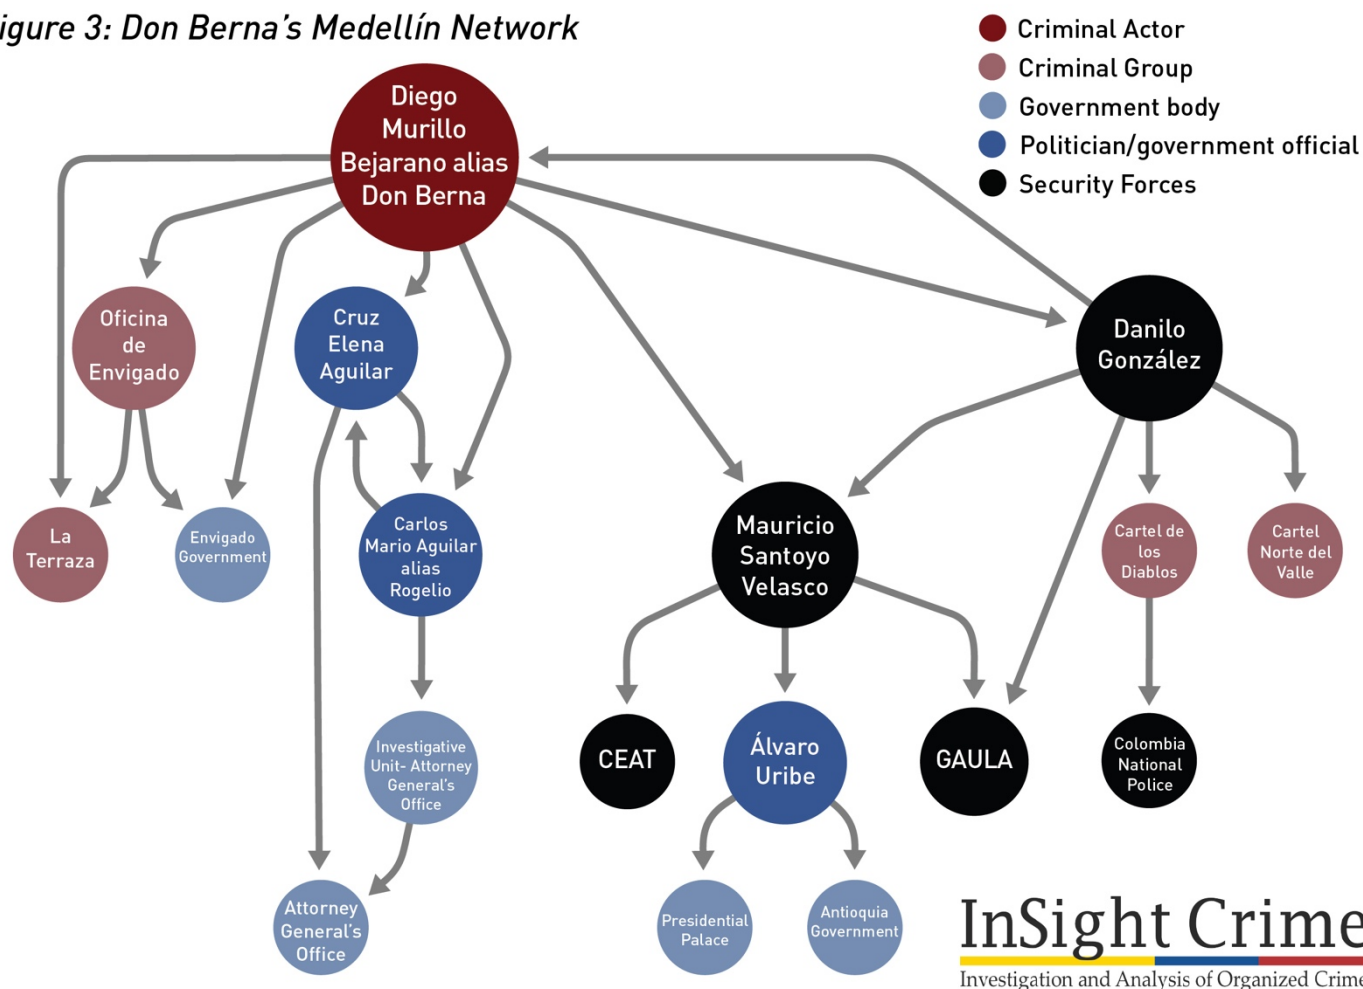 igure 3: Don Berna's Medellín Network
Criminal Actor
Criminal Group
Government body
Politician/government official
Security Forces
Diego
Murillo
Bejarano alias
Don Berna
Oficina
de
Envigado
Cruz
Elena
Aguilar
Danilo
González
La
Terraza
Envigado
Government
Carlos
Mario Aguilar
alias
Rogelio
Mauricio
Santoyo
Velasco
Cartel de
los
Diablos
Cartel
Norte del
Valle
Investigative
Unit- Attorney
General's
Office
CEAT
Álvaro
Uribe
GAULA
Colombia
National
Police
Attorney
General's
Office
Presidential
Palace
Antioquia
Government
InSight Crime
Investigation and Analysis of Organized Crime